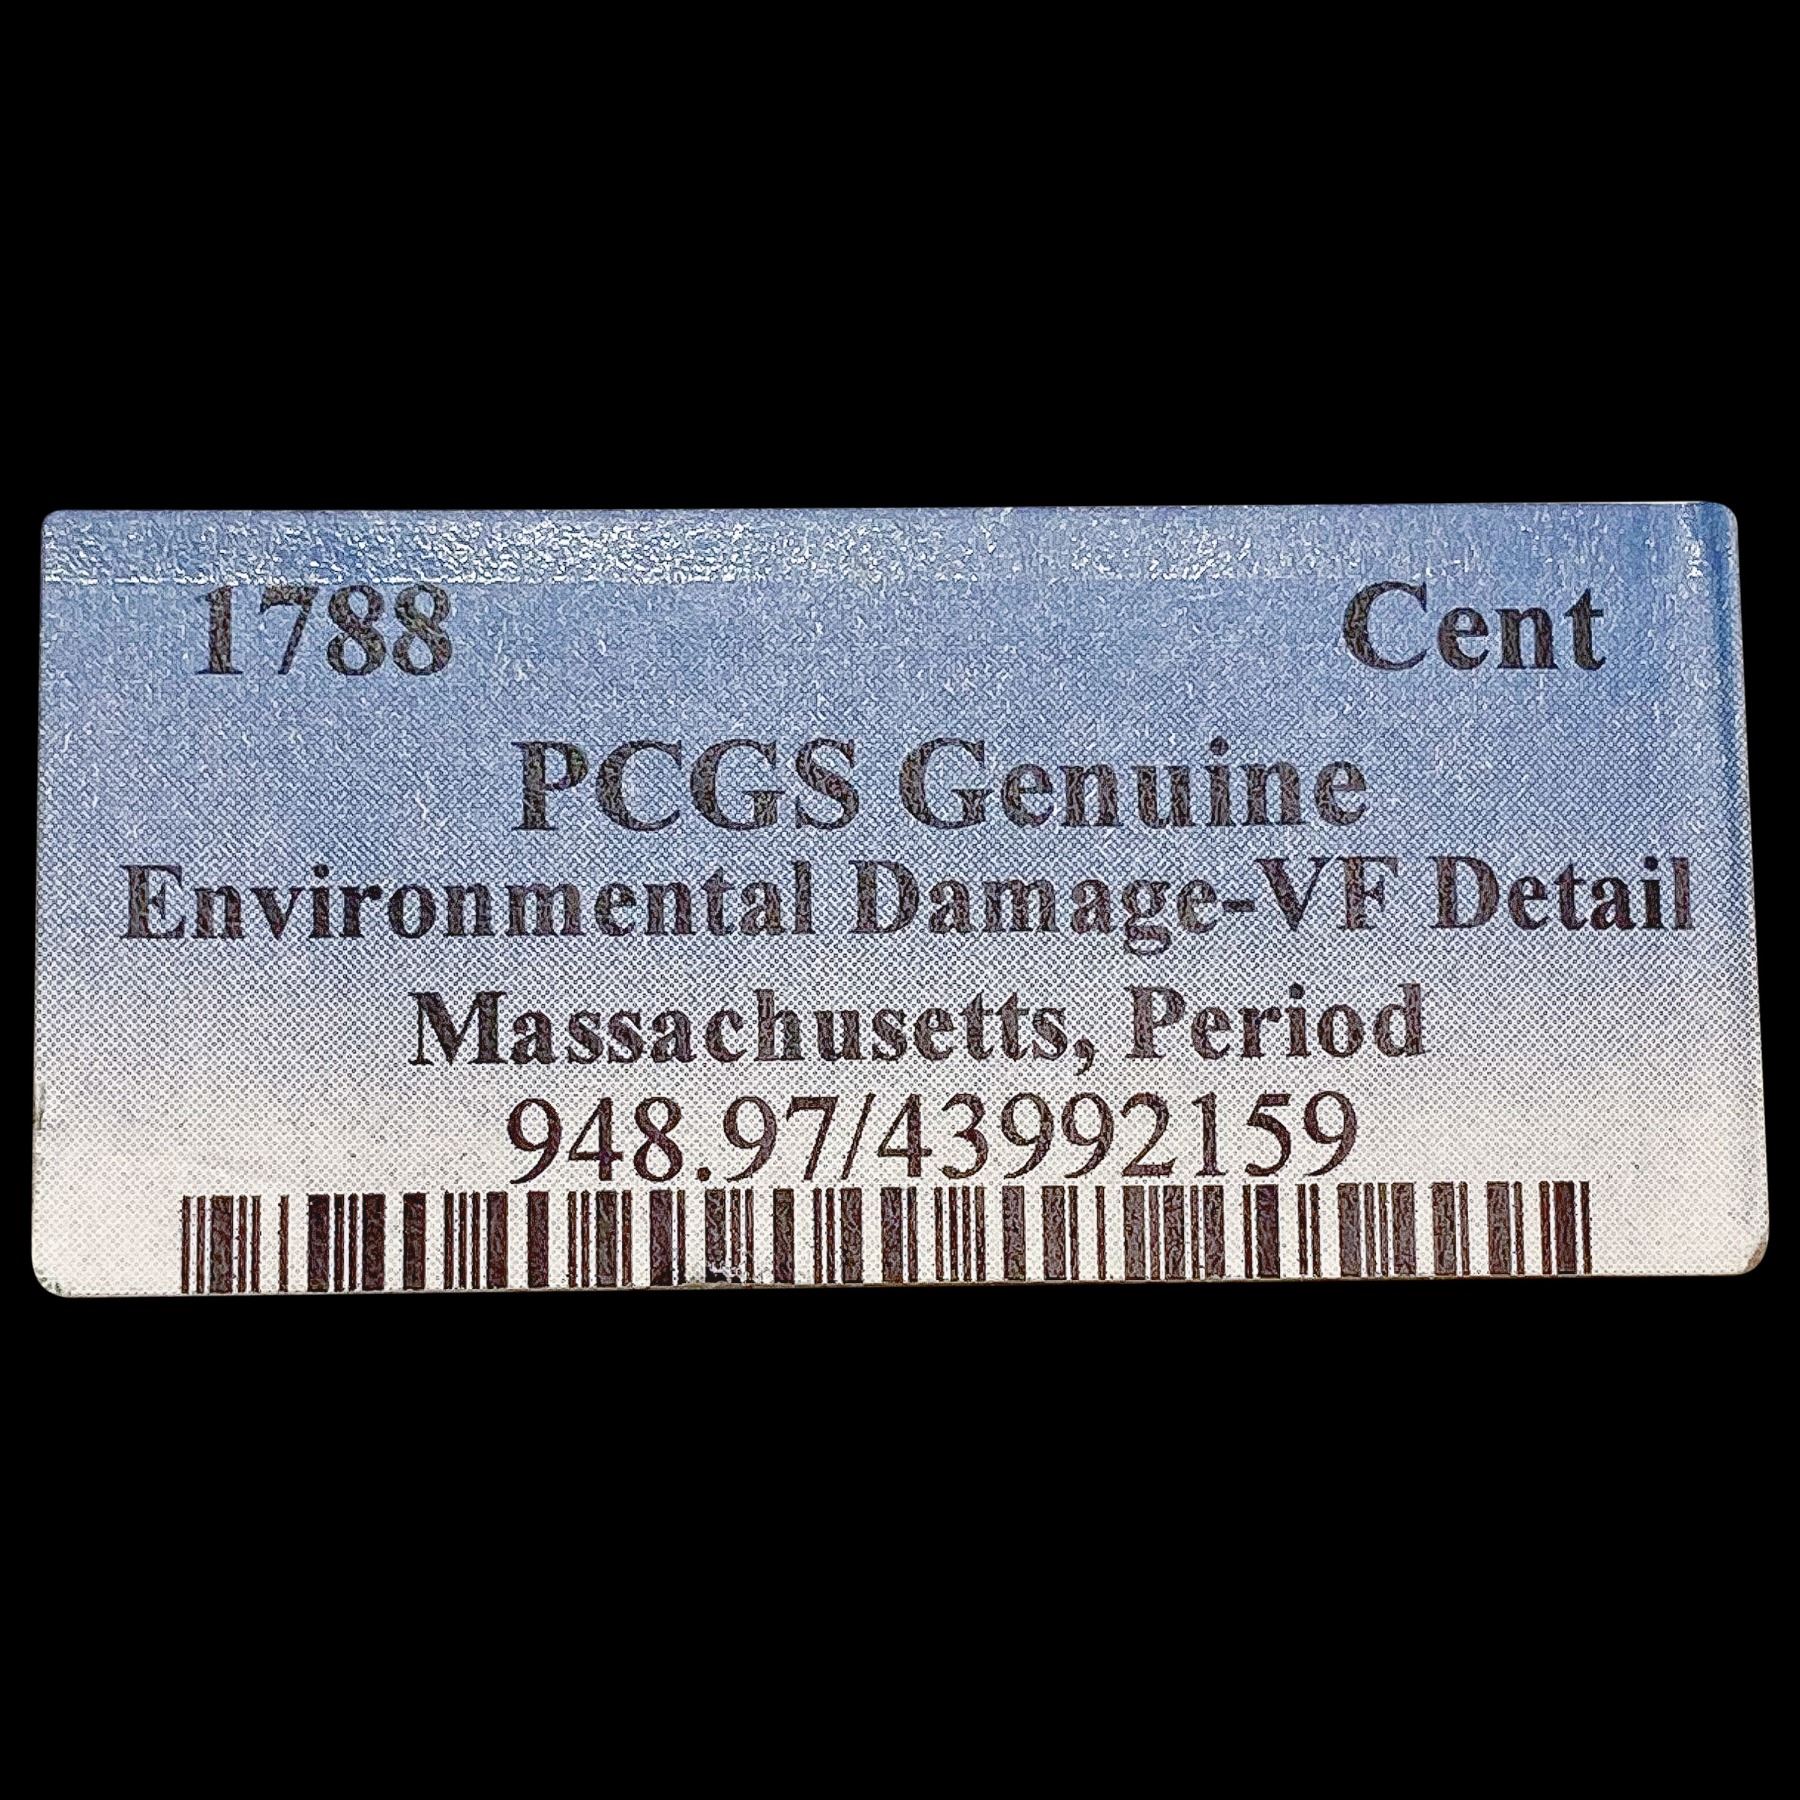 1788 Cent
PCGS Genuine
Environmental Damage-VF Detail
Massachusetts, Period
948.97/43992159